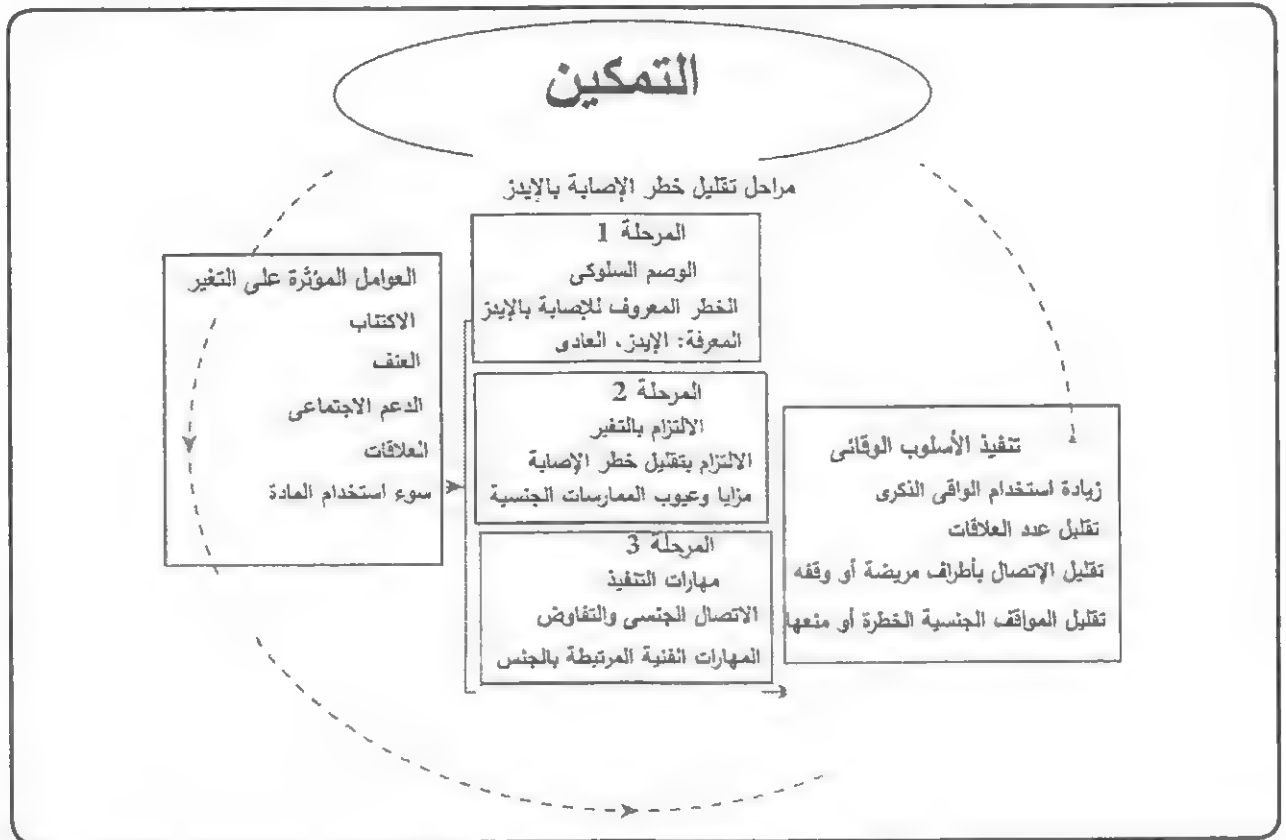 التمكين
مراحل تقليل خطر الإصابة بالإيدز
المرحلة 1
الوصم السلوكى
الخطر المعروف للإصابة بالإيدز
المعرفة: الإيدز، العادى
العوامل المؤثرة على التغير
الاكتئاب
العنف
الدعم الاجتماعى
العلاقات
سوء استخدام المادة
المرحلة 2
الالتزام بالتغير
الالتزام بتقليل خطر الإصابة
مزايا وعيوب الممارسات الجنسية
المرحلة 3
مهارات التنفيذ
الاتصال الجنسى والتفاوض
المهارات الفنية المرتبطة بالجنس
تنفيذ الأسلوب الوقائى
زيادة استخدام الواقى الذكرى
تقليل عدد العلاقات
تقليل الإتصال بأطراف مريضة أو وقفه
تقليل المواقف الجنسية الخطرة أو منعها